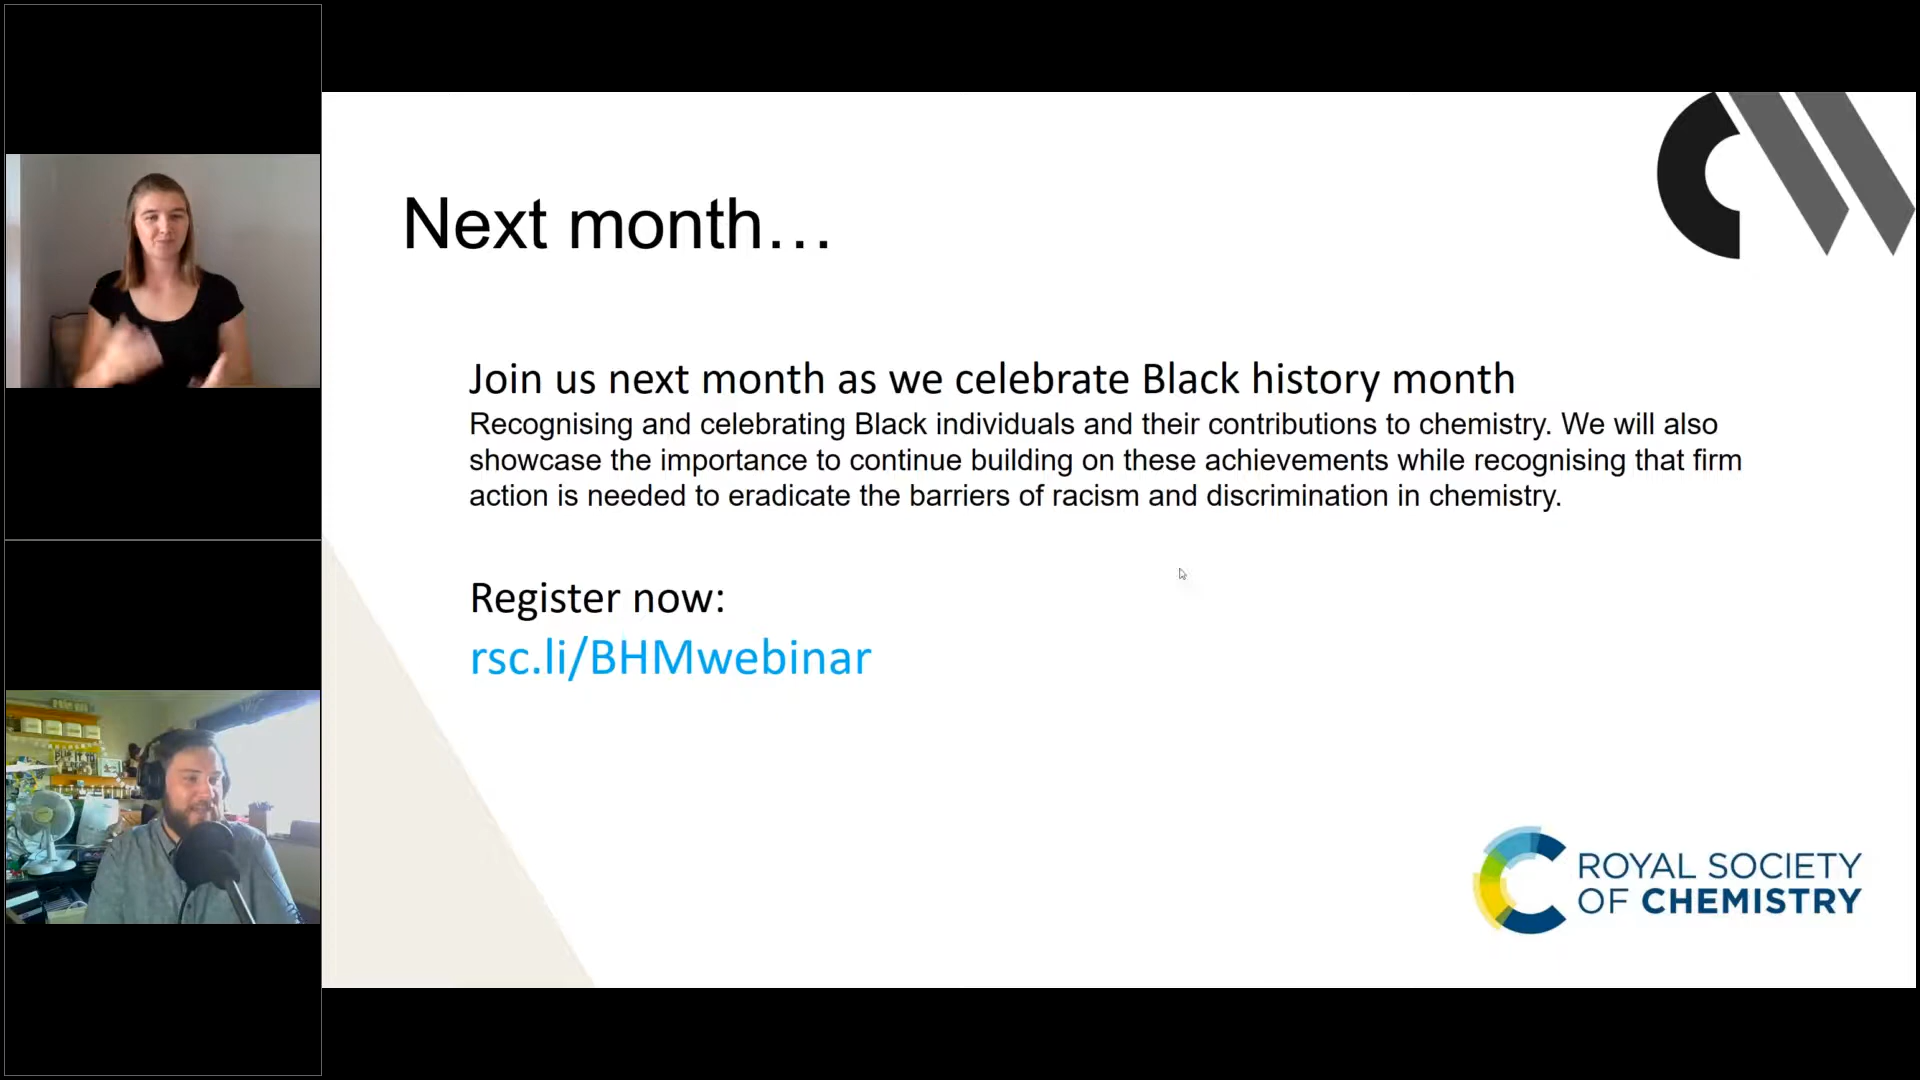 Next month…
Join us next month as we celebrate Black history month
Recognising and celebrating Black individuals and their contributions to chemistry. We will also
showcase the importance to continue building on these achievements while recognising that firm
action is needed to eradicate the barriers of racism and discrimination in chemistry.
Register now:
rsc.li/BHMwebinar
ROYAL SOCIETY
OF CHEMISTRY